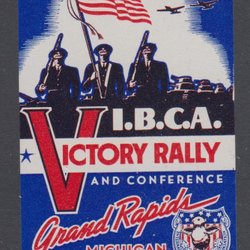 I.B.C.A.
VICTORY RALLY
AND CONFERENCE
Grand Rapids
MICHIGAN